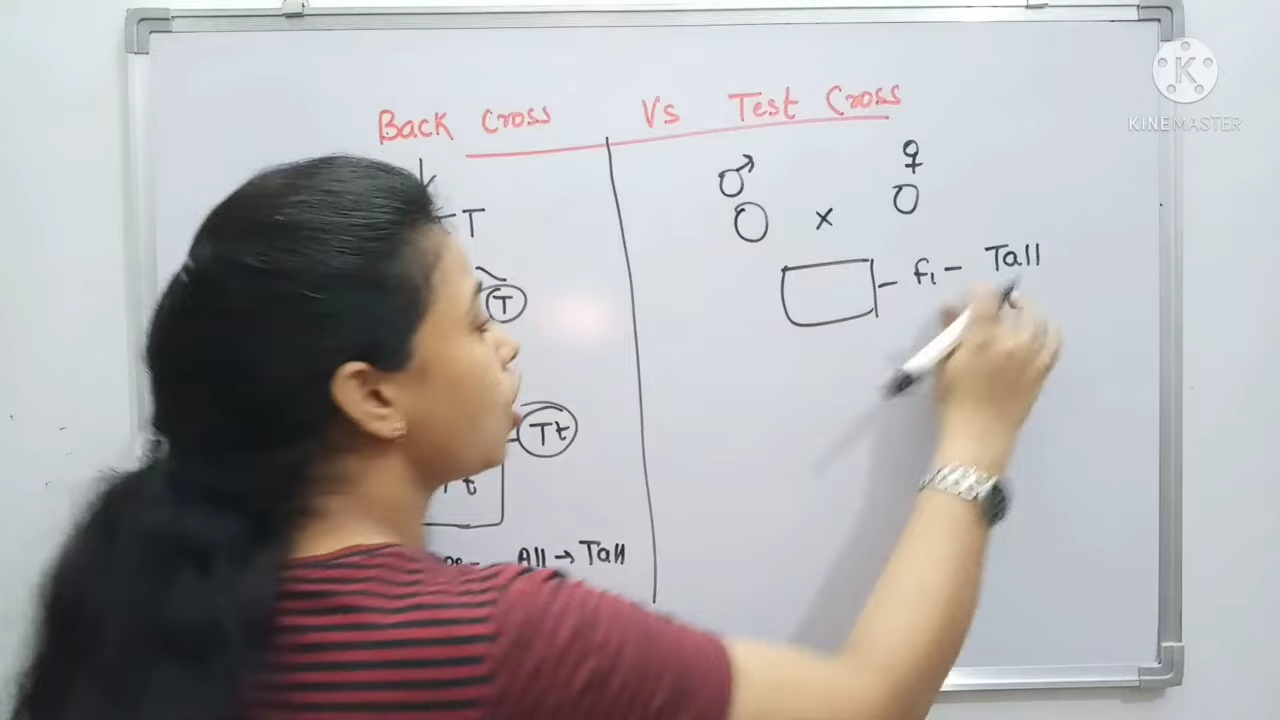 Back Cross Vs Test Cross
K
KINEMASTER
♂ ♀
T
x
F1 - Tall
T
Tt
t
All → Tall